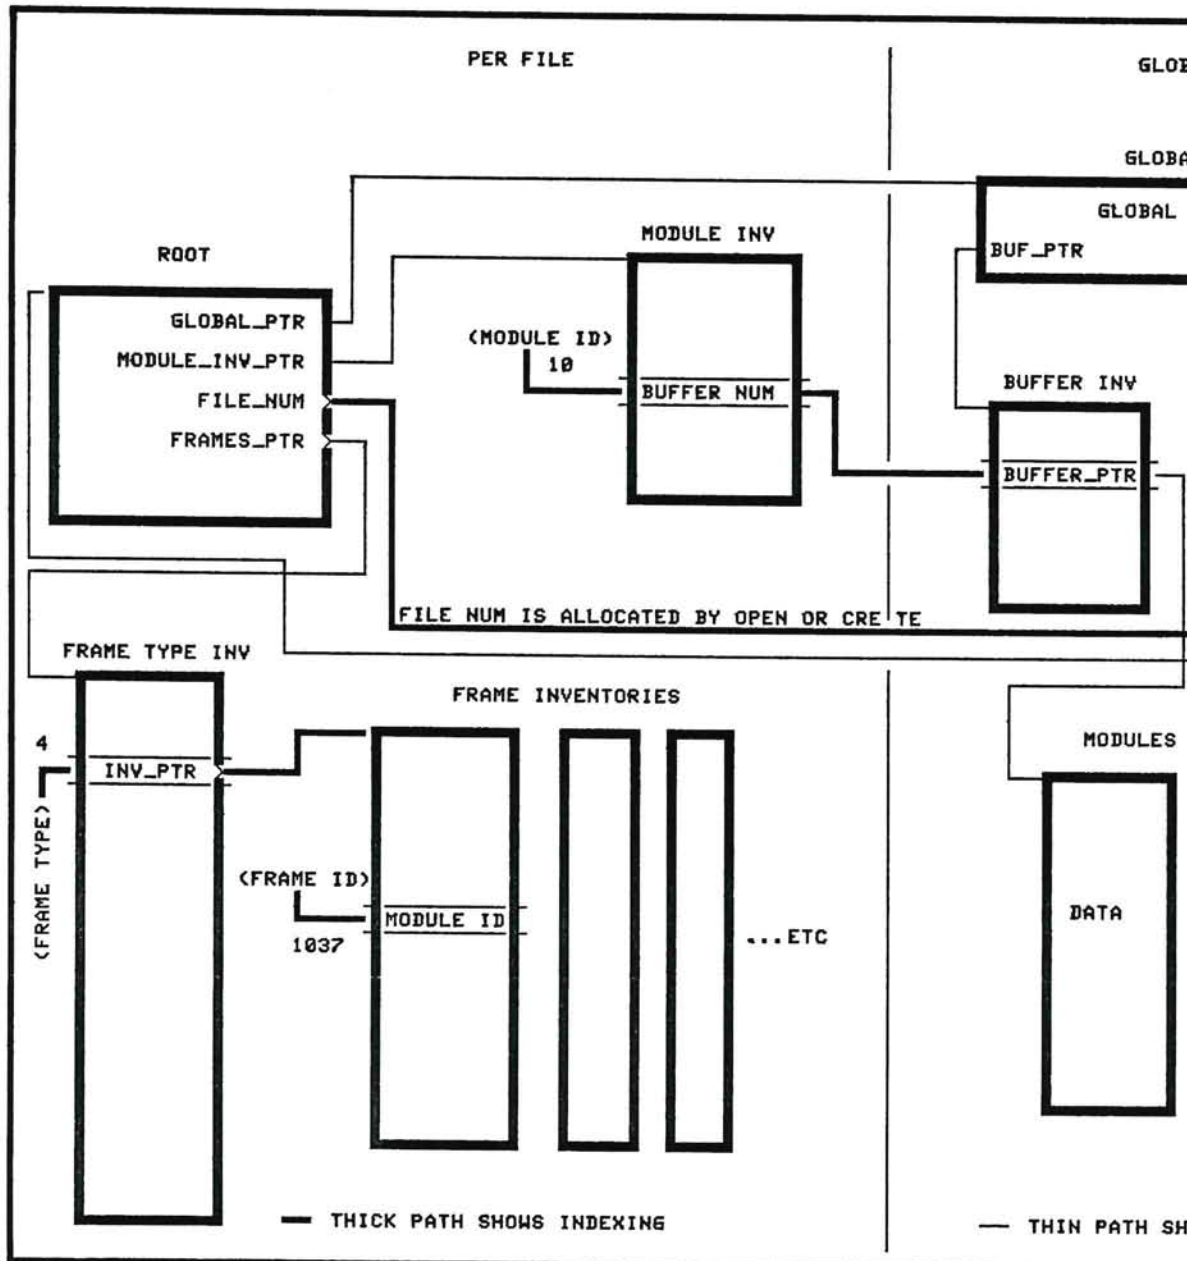 PER FILE
GLOB
GLOBA
GLOBAL
BUF_PTR
MODULE INV
ROOT
GLOBAL_PTR
MODULE_INV_PTR
FILE_NUM
FRAMES_PTR
(MODULE ID)
10
BUFFER NUM
BUFFER INV
BUFFER_PTR
FILE NUM IS ALLOCATED BY OPEN OR CRE TE
FRAME TYPE INV
FRAME INVENTORIES
4
INV_PTR
(FRAME TYPE)
(FRAME ID)
1037
MODULE ID
...ETC
MODULES
DATA
THICK PATH SHOWS INDEXING
THIN PATH SH